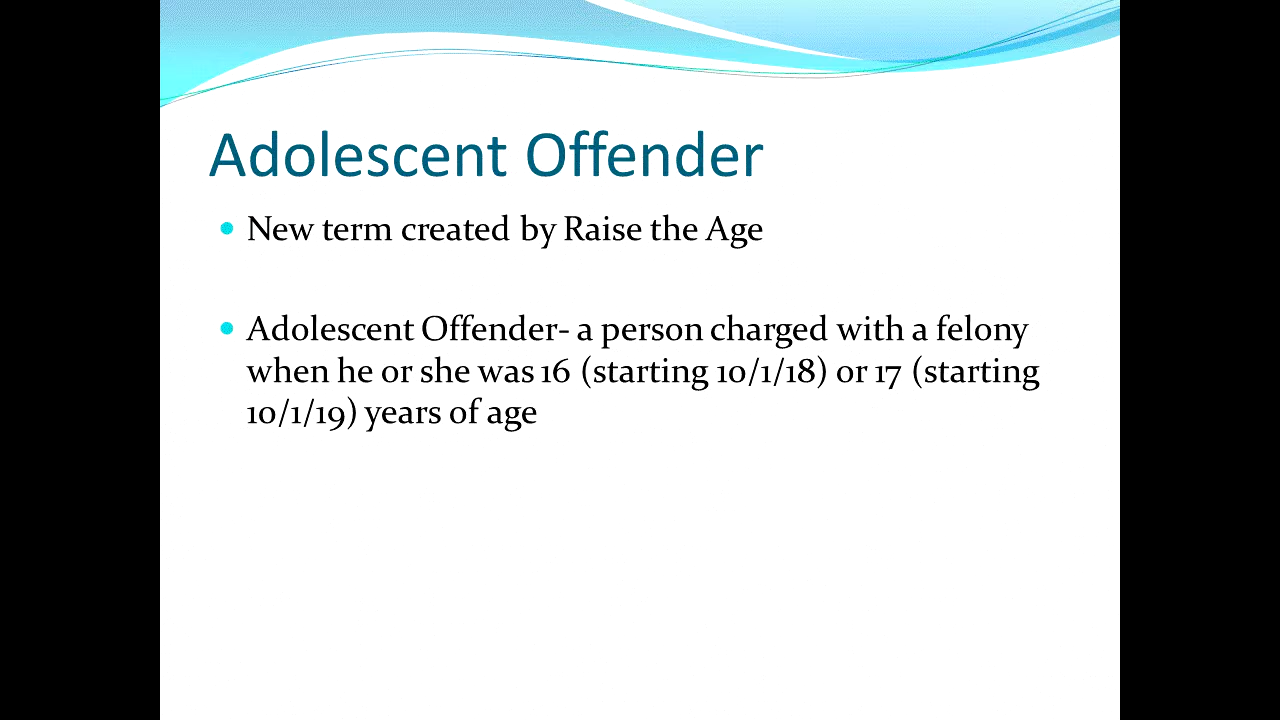 Adolescent Offender
• New term created by Raise the Age
• Adolescent Offender- a person charged with a felony
when he or she was 16 (starting 10/1/18) or 17 (starting
10/1/19) years of age